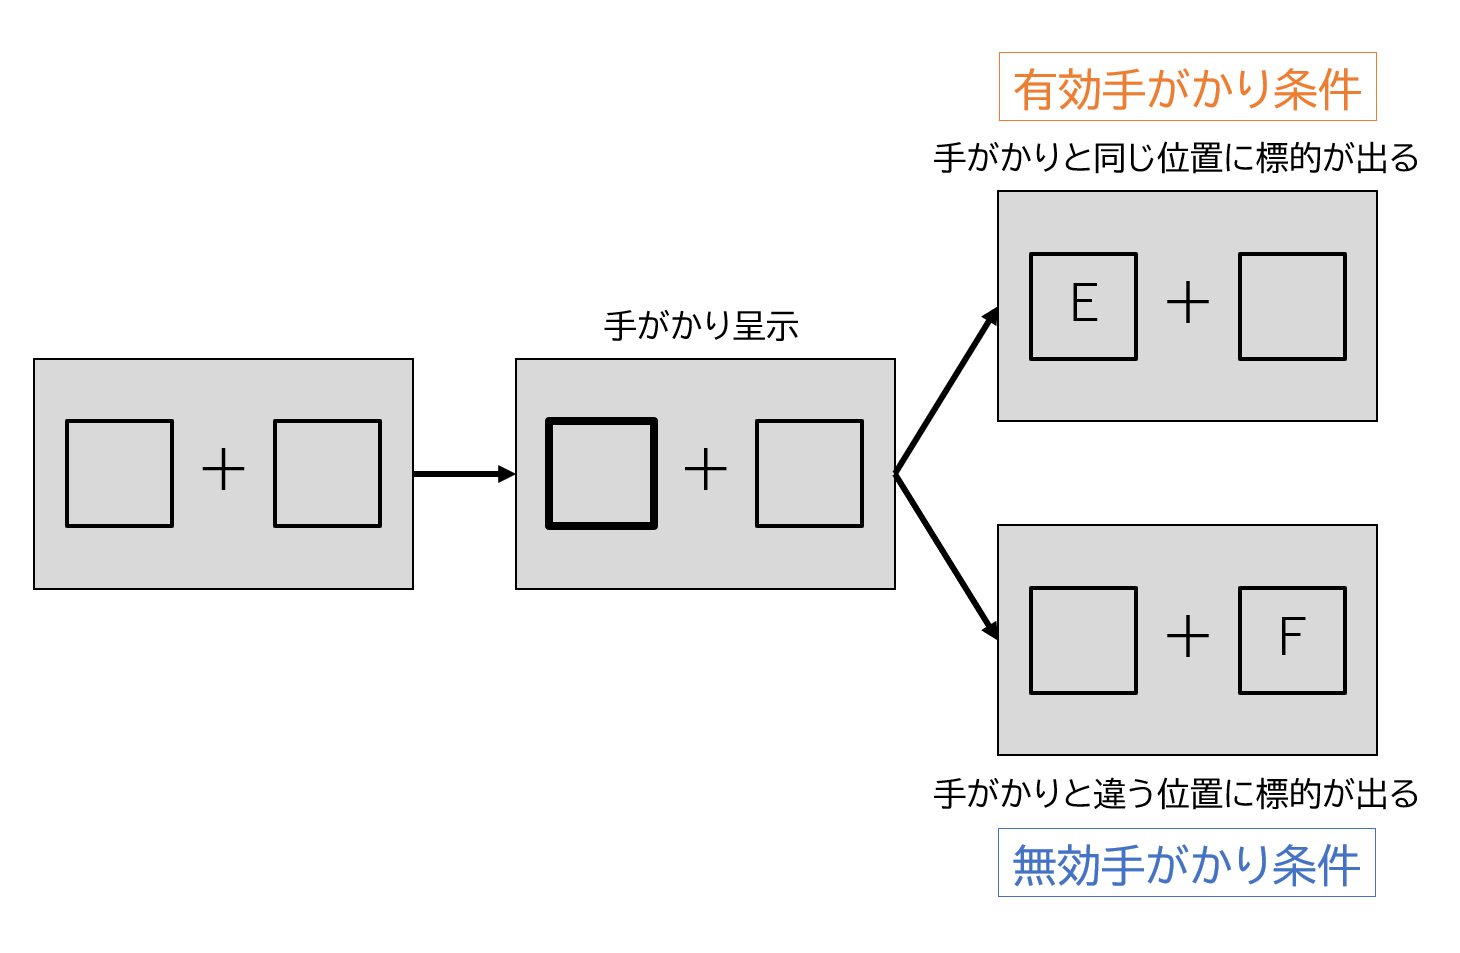 有効手がかり条件
手がかりと同じ位置に標的が出る
E +
手がかり呈示
+
+
+ F
手がかりと違う位置に標的が出る
無効手がかり条件